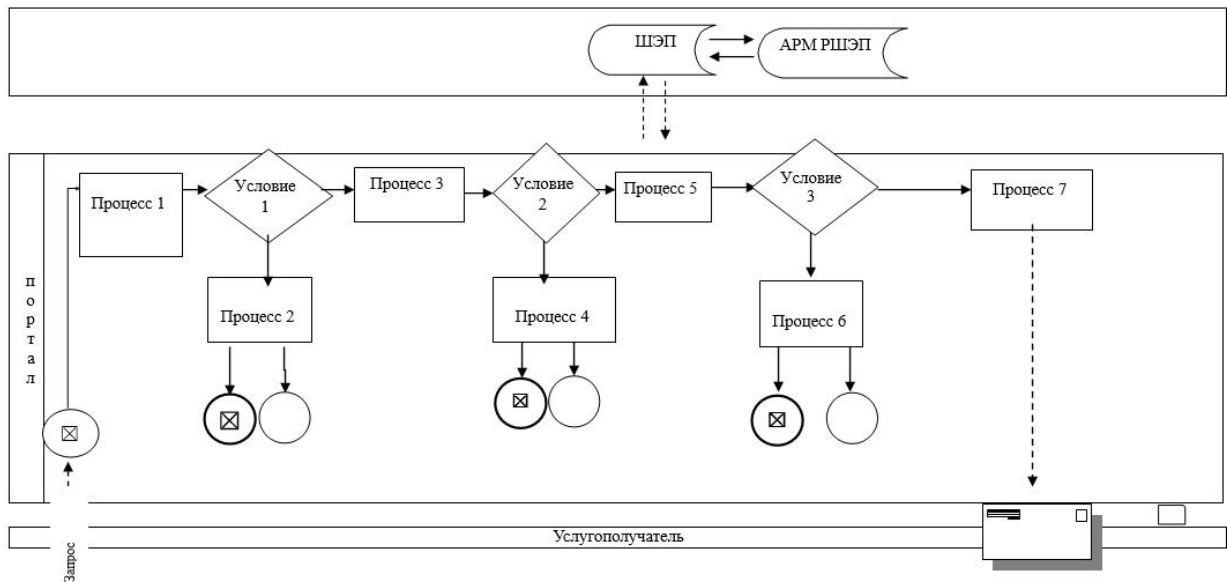 ШЭП
АРМ РШЭП
портал
Процесс 1
Условие
1
Процесс 3
Условие
2
Процесс 5
Условие
3
Процесс 7
Процесс 2
Процесс 4
Процесс 6
Запрос
Услугополучатель